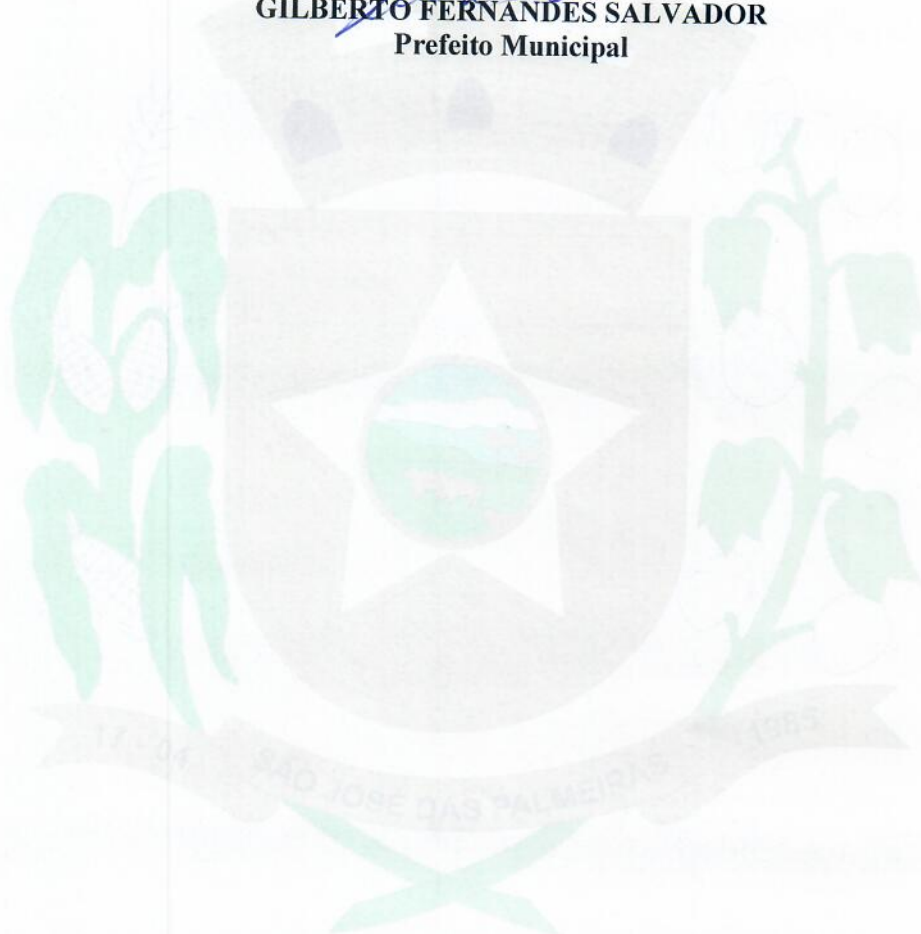 GILBERTO FERNANDES SALVADOR
Prefeito Municipal
17 - 04 SÃO JOSÉ DAS PALMEIRAS 1985